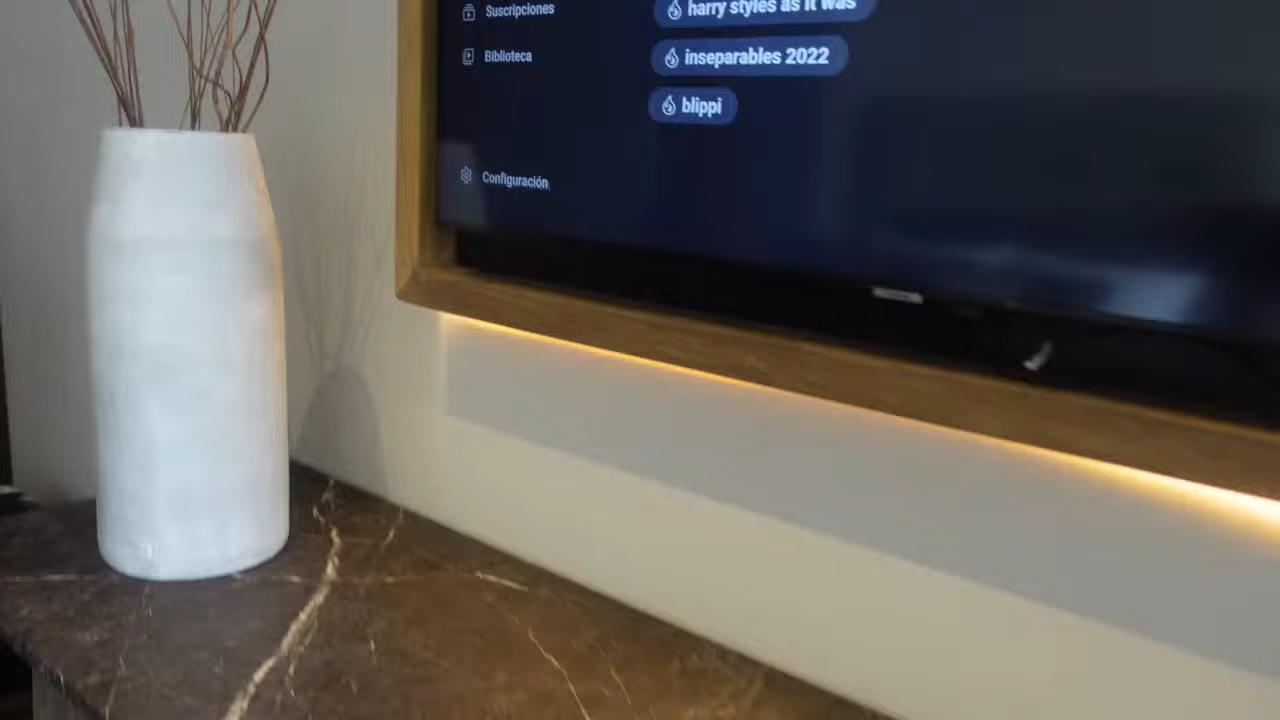 Suscripciones
harry styles as it was
Biblioteca
inseparables 2022
blippi
Configuración